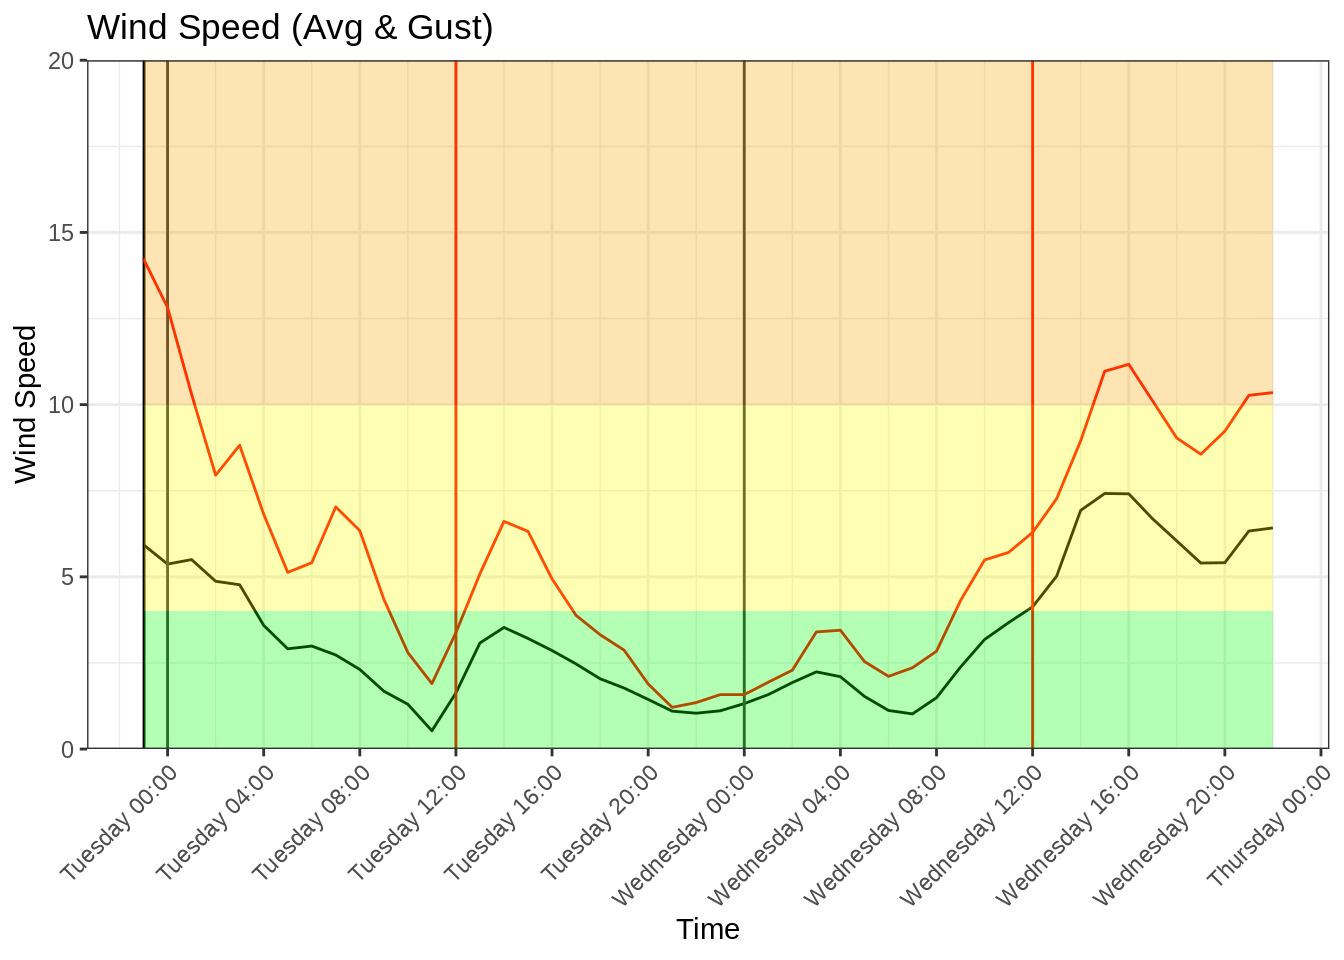 Wind Speed (Avg & Gust)
20
15
10
5
0
Wind Speed
Tuesday 00:00
Tuesday 04:00
Tuesday 08:00
Tuesday 12:00
Tuesday 16:00
Tuesday 20:00
Wednesday 00:00
Wednesday 04:00
Wednesday 08:00
Wednesday 12:00
Wednesday 16:00
Wednesday 20:00
Thursday 00:00
Time